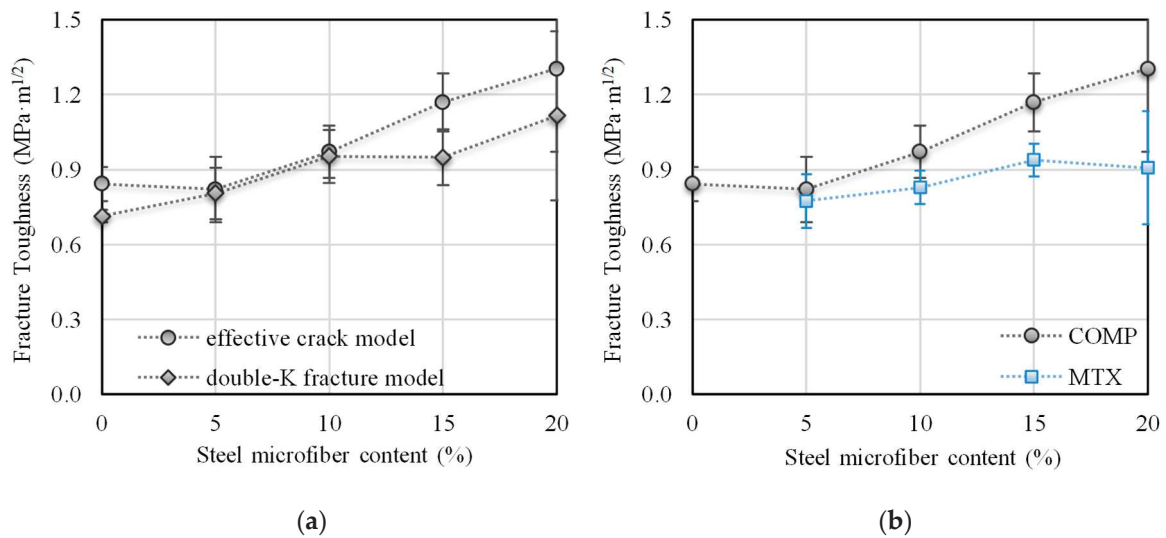 Fracture Toughness (MPa·m1/2)
1.5
1.2
0.9
0.6
0.3
0.0
effective crack model
double-K fracture model
0 5 10 15 20
Steel microfiber content (%)
(a)
Fracture Toughness (MPa·m1/2)
1.5
1.2
0.9
0.6
0.3
0.0
COMP
MTX
0 5 10 15 20
Steel microfiber content (%)
(b)